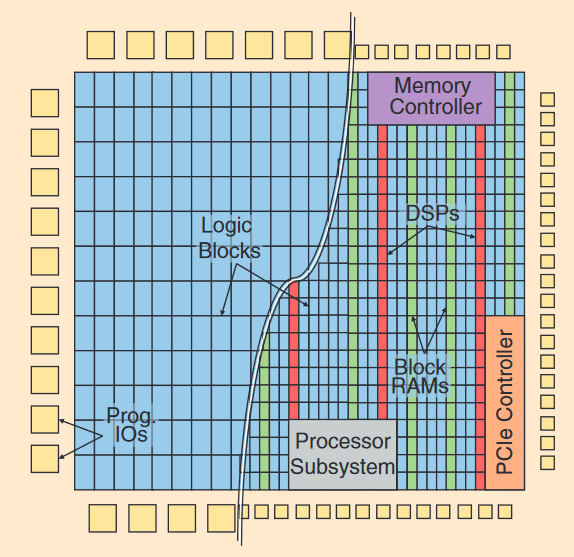 Memory
Controller
DSPs
Logic
Blocks
Block
RAMs
PCIe Controller
Prog.
IOs
Processor
Subsystem